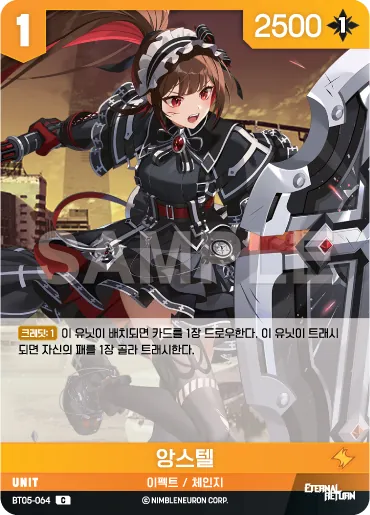 1
2500 1
SAMPLE
크레딧:1 이 유닛이 배치되면 카드를 1장 드로우한다. 이 유닛이 트래시
되면 자신의 패를 1장 골라 트래시한다.
앙스텔
UNIT 이펙트 / 체인지
BT05-064 C ⓒ NIMBLENEURON CORP. ETERNAL RETURN